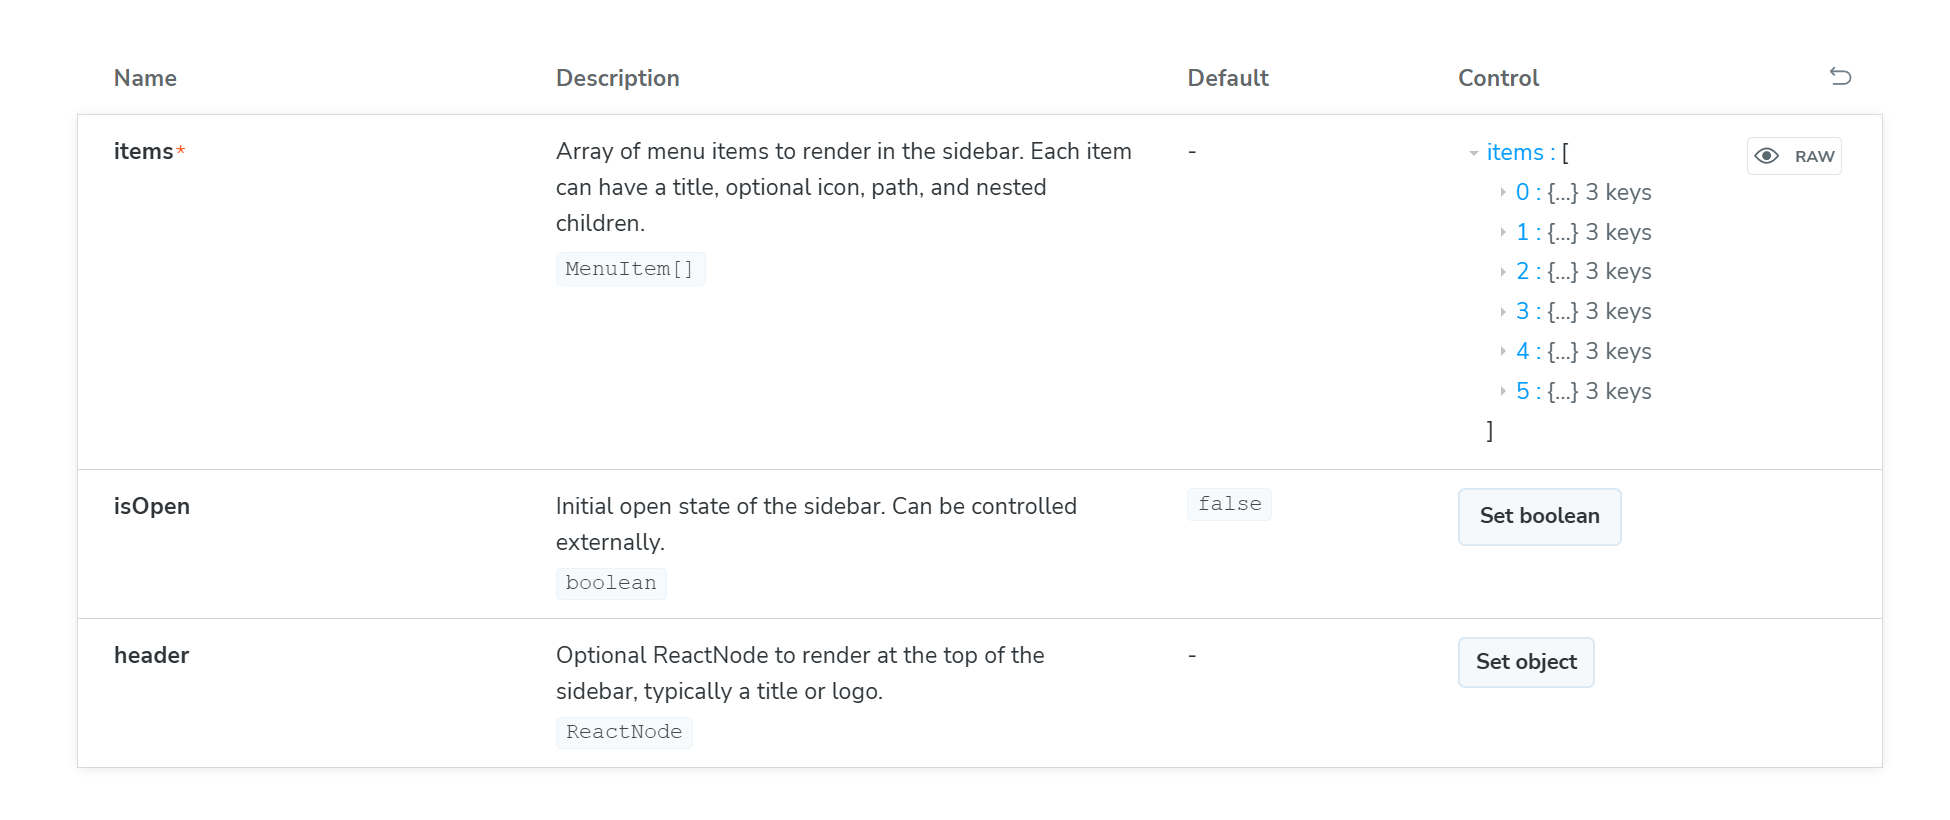 Name Description Default Control
items* Array of menu items to render in the sidebar. Each item - items : [ RAW
can have a title, optional icon, path, and nested 0 : {...} 3 keys
children. 1 : {...} 3 keys
MenuItem[] 2 : {...} 3 keys
3 : {...} 3 keys
4 : {...} 3 keys
5 : {...} 3 keys
]
isOpen Initial open state of the sidebar. Can be controlled false Set boolean
externally.
boolean
header Optional ReactNode to render at the top of the - Set object
sidebar, typically a title or logo.
ReactNode